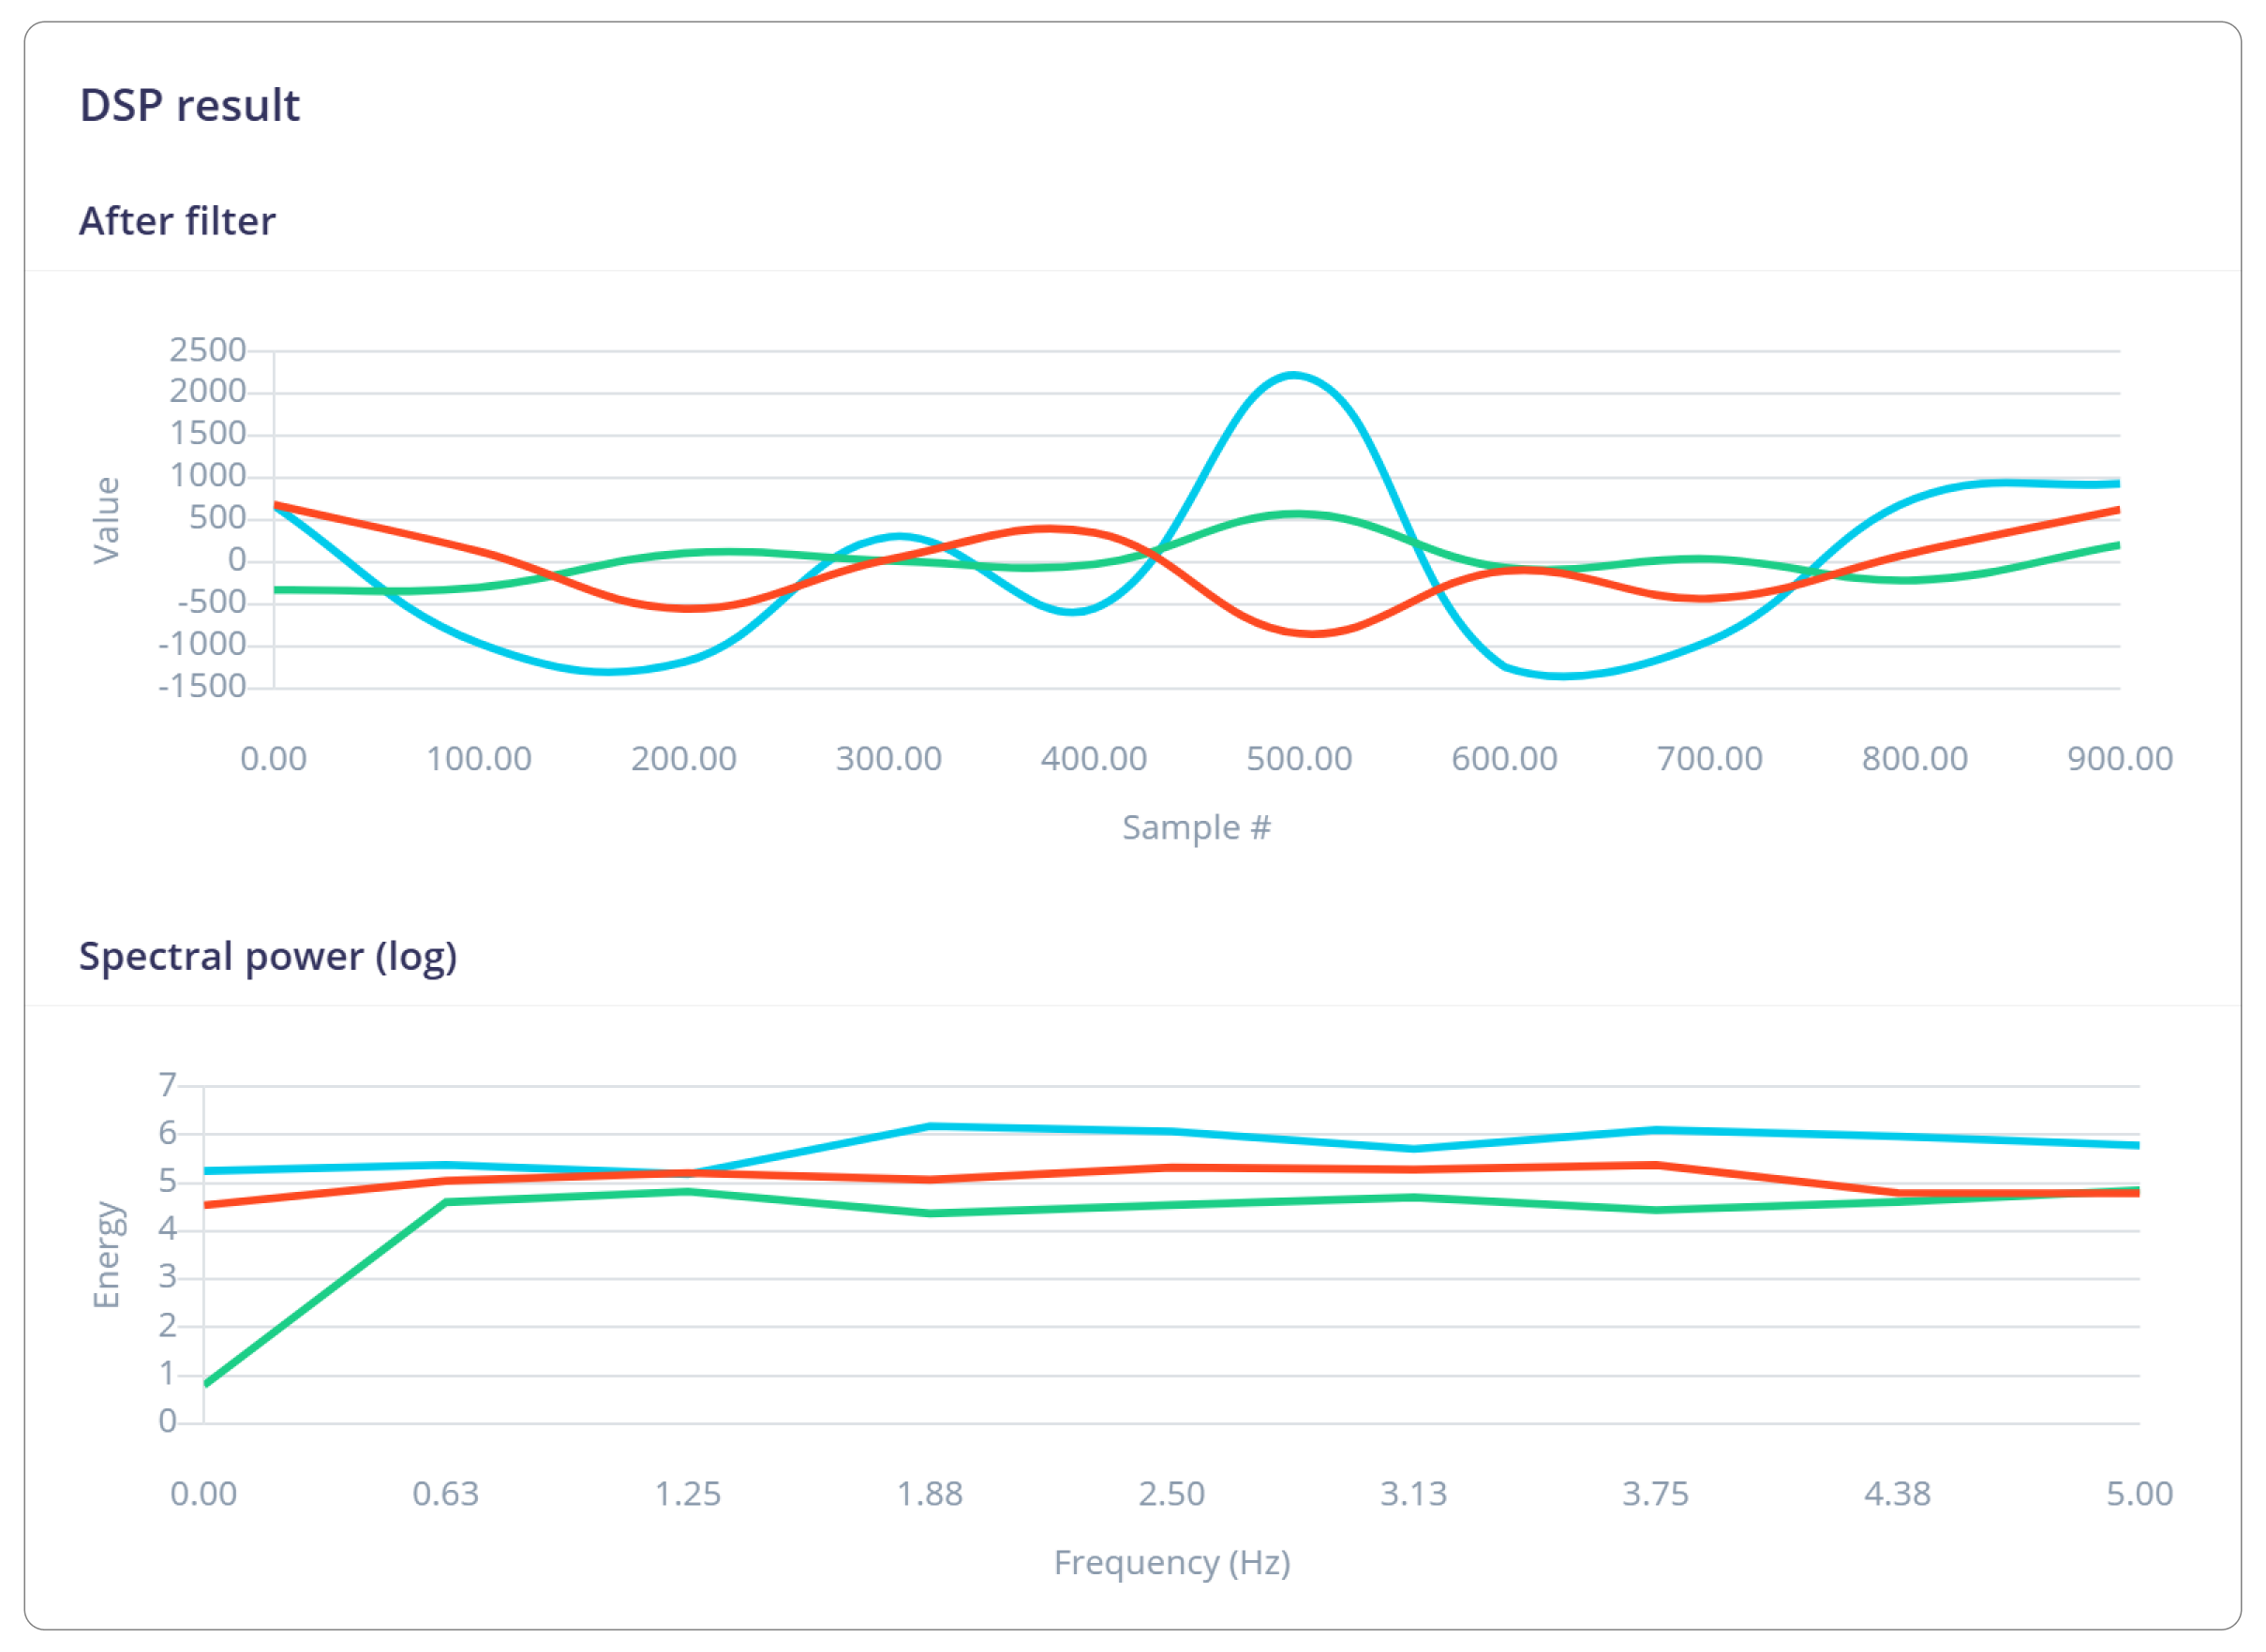 DSP result
After filter
2500
2000
1500
1000
500
0
-500
-1000
-1500
Value
0.00 100.00 200.00 300.00 400.00 500.00 600.00 700.00 800.00 900.00
Sample #
Spectral power (log)
7
6
5
4
3
2
1
0
Energy
0.00 0.63 1.25 1.88 2.50 3.13 3.75 4.38 5.00
Frequency (Hz)